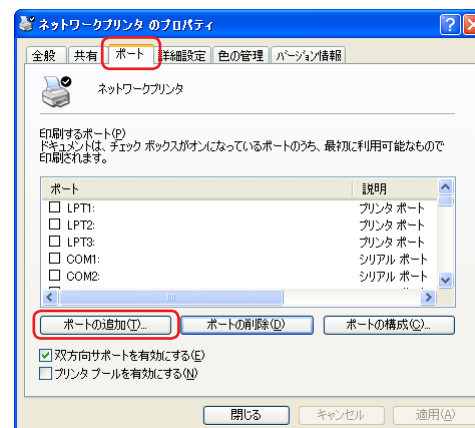 ネットワークプリンタ のプロパティ
全般 共有 ポート 詳細設定 色の管理 バージョン情報
ネットワークプリンタ
印刷するポート(P)
ドキュメントは、チェック ボックスがオンになっているポートのうち、最初に利用可能なもので
印刷されます。
ポート 説明
LPT1: プリンタ ポート
LPT2: プリンタ ポート
LPT3: プリンタ ポート
COM1: シリアル ポート
COM2: シリアル ポート
ポートの追加(T)... ポートの削除(D) ポートの構成(C)...
双方向サポートを有効にする(E)
プリンタ プールを有効にする(N)
閉じる キャンセル 適用(A)